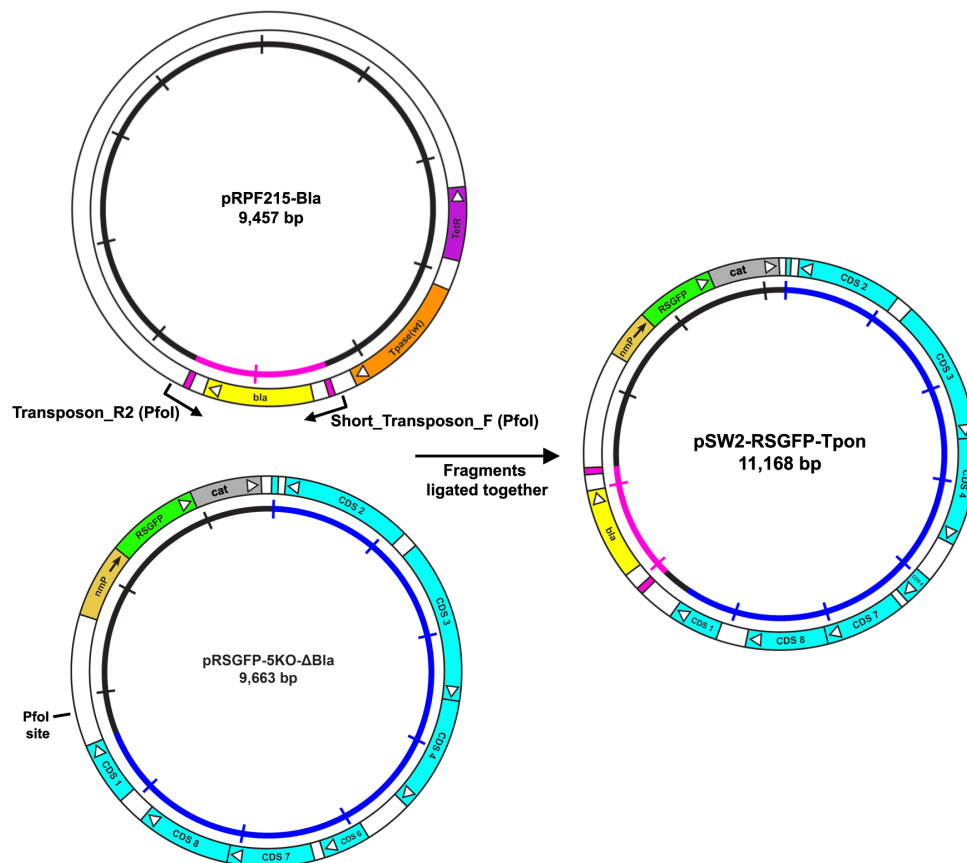 pRPF215-Bla
9,457 bp
TetR
Tpase(wt)
bla
Transposon_R2 (PfoI)
Short_Transposon_F (PfoI)
Fragments
ligated together
pRSGFP-5KO-ΔBla
9,663 bp
nmP
RSGFP
cat
CDS 2
CDS 3
CDS 4
CDS 6
CDS 7
CDS 8
CDS 1
PfoI
site
pSW2-RSGFP-Tpon
11,168 bp
nmP
RSGFP
cat
CDS 2
CDS 3
CDS 4
CDS 7
CDS 8
CDS 1
bla